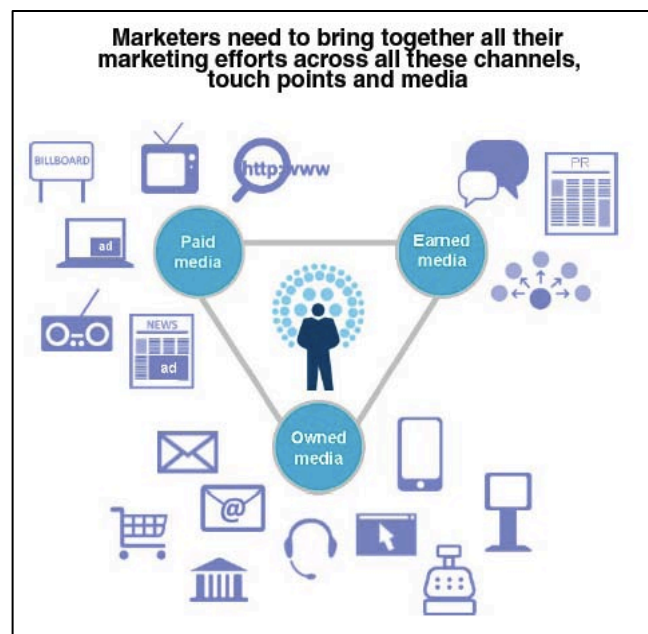 Marketers need to bring together all their
marketing efforts across all these channels,
touch points and media
BILLBOARD
http:www
PR
ad
Paid
media
Earned
media
NEWS
ad
Owned
media
@